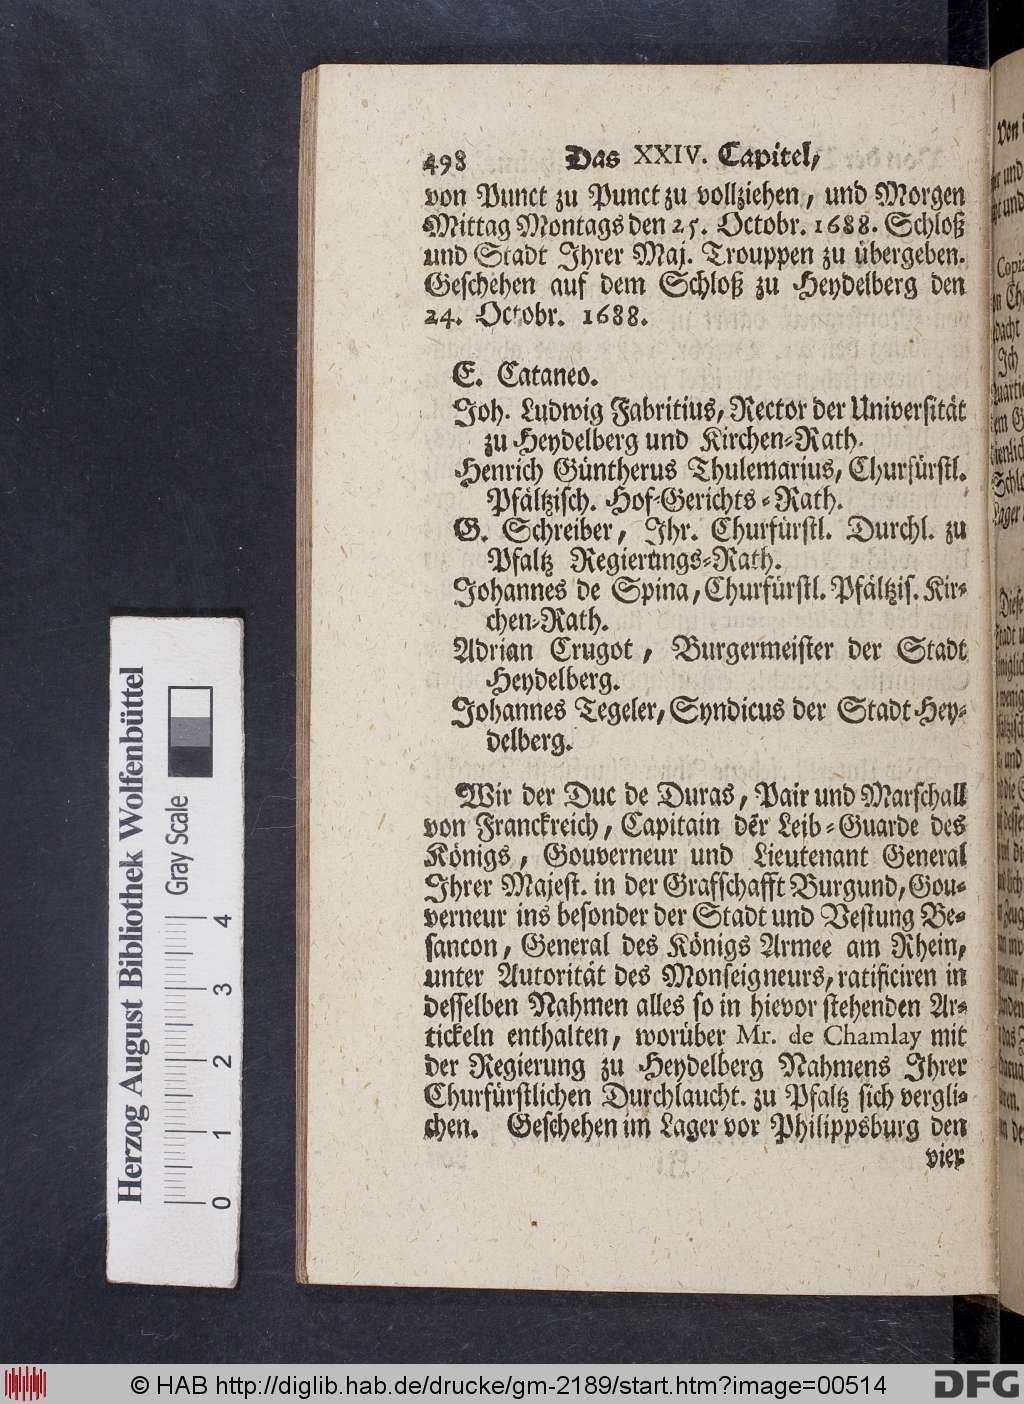 498 Das XXIV. Capitel,
von Punct zu Punct zu vollziehen, und Morgen
Mittag Montags den 25. Octobr. 1688. Schloß
und Stadt Ihrer Maj. Trouppen zu übergeben.
Geschehen auf dem Schloß zu Heydelberg den
24. Octobr. 1688.
E. Cataneo.
Joh. Ludwig Fabritius, Rector der Universität
zu Heydelberg und Kirchen-Rath.
Henrich Güntherus Thulemarius, Churfürstl.
Pfältzisch. Hof-Gerichts-Rath.
G. Schreiber, Ihr. Churfürstl. Durchl. zu
Pfaltz Regierungs-Rath.
Johannes de Spina, Churfürstl. Pfältzis. Kir-
chen-Rath.
Adrian Crugot, Burgermeister der Stadt
Heydelberg.
Johannes Tegeler, Syndicus der Stadt Hey-
delberg.
Wir der Duc de Duras, Pair und Marschall
von Franckreich, Capitain der Leib-Guarde des
Königs, Gouverneur und Lieutenant General
Ihrer Majest. in der Grafschafft Burgund, Gou-
verneur ins besonder der Stadt und Vestung Be-
sancon, General des Königs Armee am Rhein,
unter Autorität des Monseigneurs, ratificiren in
desselben Nahmen alles so in hievor stehenden Ar-
tickeln enthalten, worüber Mr. de Chamlay mit
der Regierung zu Heydelberg Nahmens Ihrer
Churfürstlichen Durchlaucht. zu Pfaltz sich vergli-
chen. Geschehen im Lager vor Philippsburg den
vier
Herzog August Bibliothek Wolfenbüttel
Gray Scale
0 1 2 3 4
© HAB http://diglib.hab.de/drucke/gm-2189/start.htm?image=00514
DFG